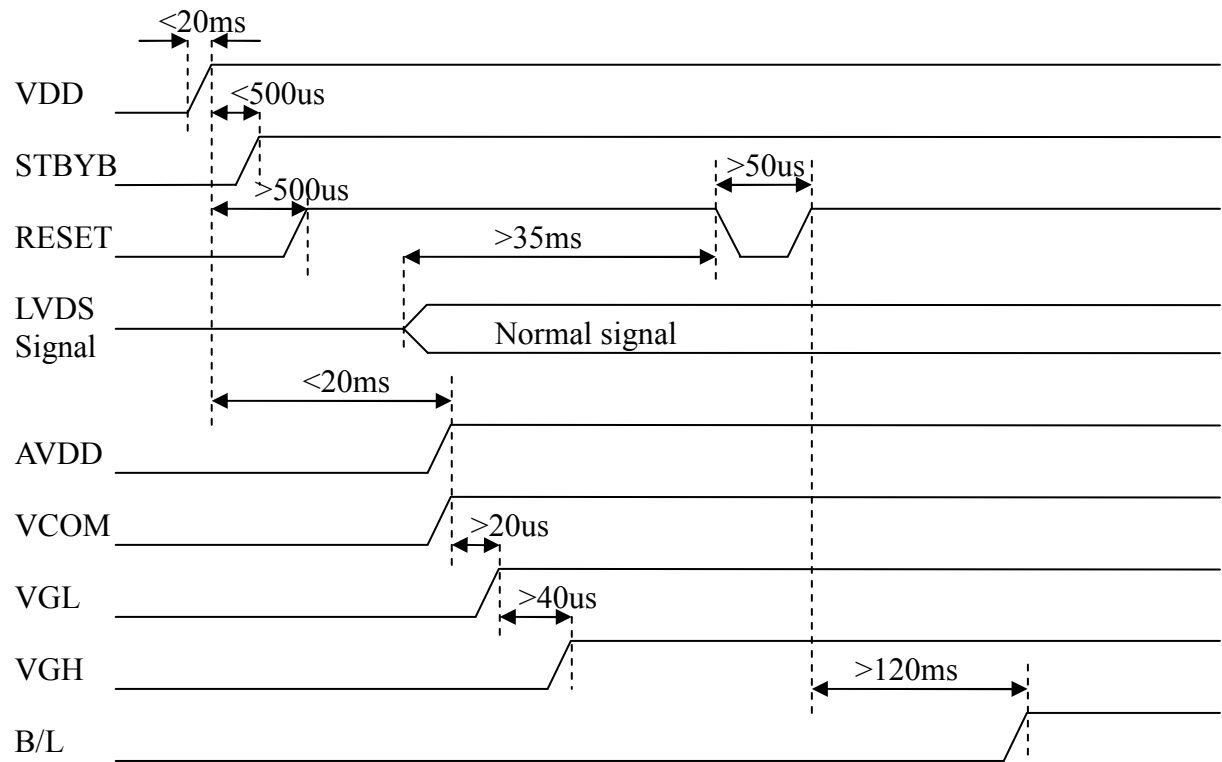 <20ms
VDD
<500us
STBYB
>50us
>500us
RESET
>35ms
LVDS
Signal
Normal signal
<20ms
AVDD
VCOM
>20us
VGL
>40us
VGH
>120ms
B/L